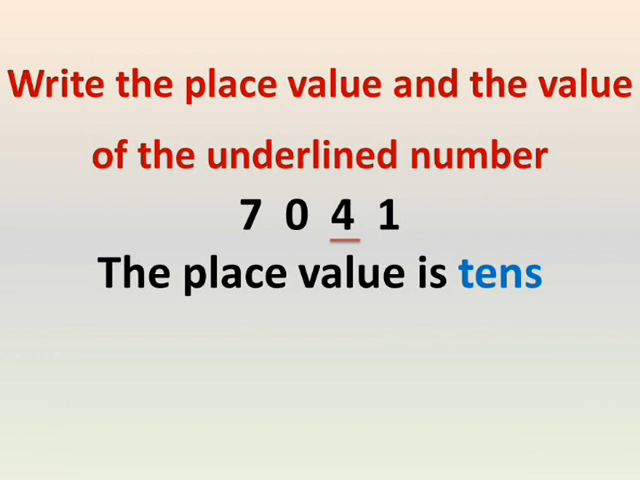 Write the place value and the value
of the underlined number
7 0 4 1
The place value is tens